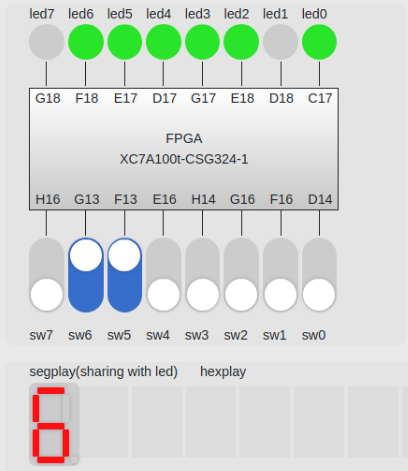 led7 led6 led5 led4 led3 led2 led1 led0
G18 F18 E17 D17 G17 E18 D18 C17
FPGA
XC7A100t-CSG324-1
H16 G13 F13 E16 H14 G16 F16 D14
sw7 sw6 sw5 sw4 sw3 sw2 sw1 sw0
segplay(sharing with led) hexplay
6